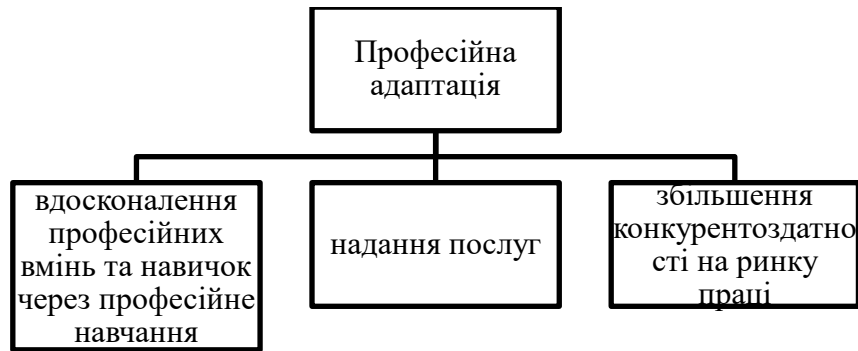 Професійна
адаптація
вдосконалення
професійних
вмінь та навичок
через професійне
навчання
надання послуг
збільшення
конкурентоздатно
сті на ринку
праці